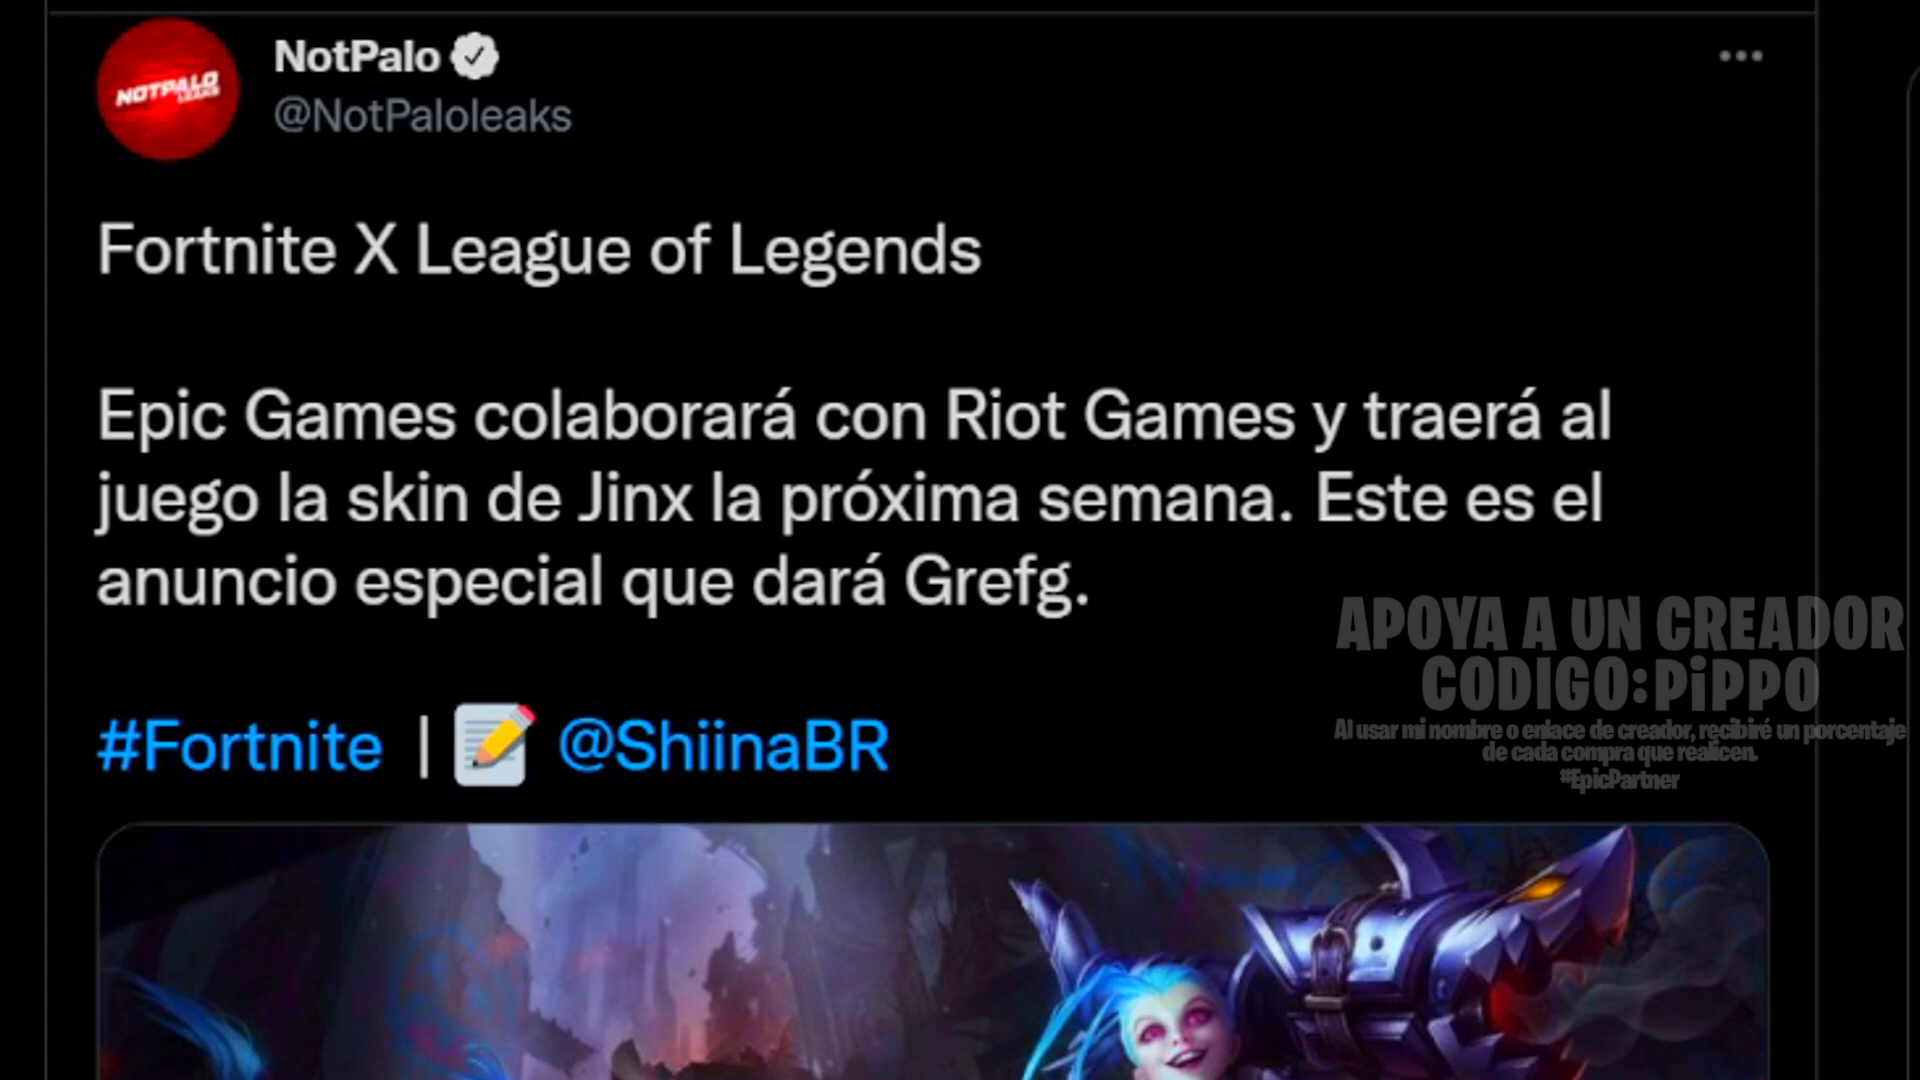 NOTPALO
LEAKS
NotPalo
@NotPaloleaks
Fortnite X League of Legends
Epic Games colaborará con Riot Games y traerá al
juego la skin de Jinx la próxima semana. Este es el
anuncio especial que dará Grefg.
#Fortnite | 📝 @ShiinaBR
APOYA A UN CREADOR
CODIGO:PiPPO
Al usar mi nombre o enlace de creador, recibiré un porcentaje
de cada compra que realicen.
#EpicPartner